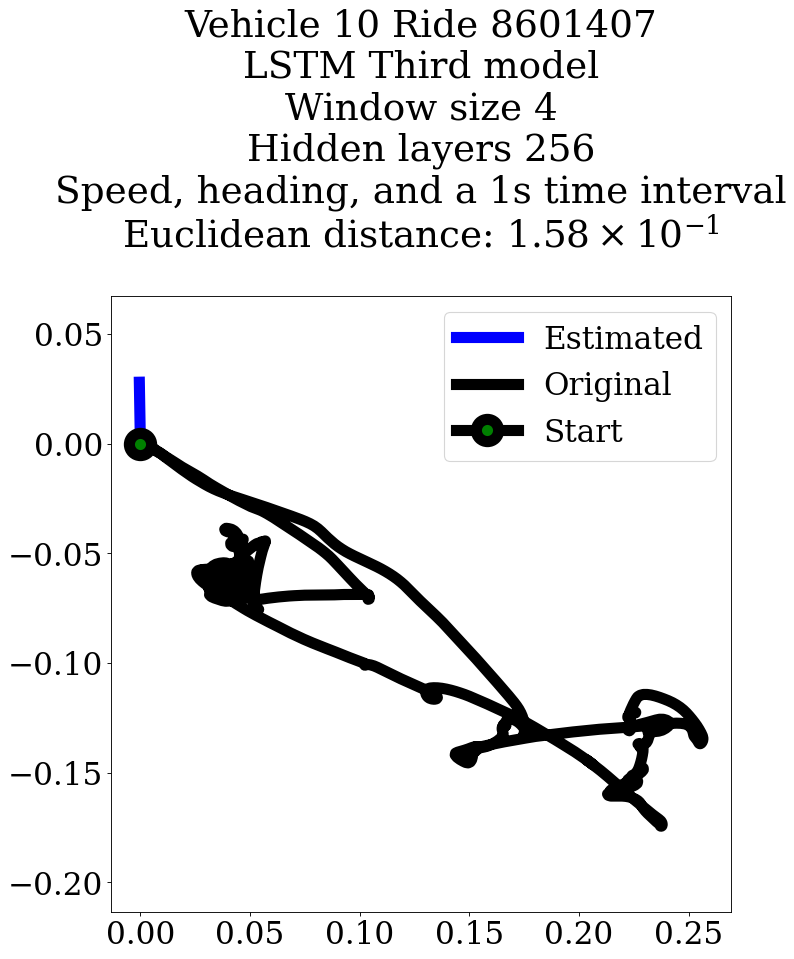 Vehicle 10 Ride 8601407
LSTM Third model
Window size 4
Hidden layers 256
Speed, heading, and a 1s time interval
Euclidean distance: 1.58 × 10⁻¹
Estimated
Original
Start
0.05
0.00
−0.05
−0.10
−0.15
−0.20
0.00 0.05 0.10 0.15 0.20 0.25